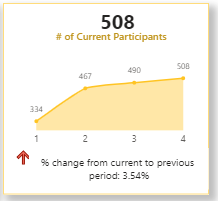 508
# of Current Participants
334
467
490
508
1 2 3 4
% change from current to previous
period: 3.54%